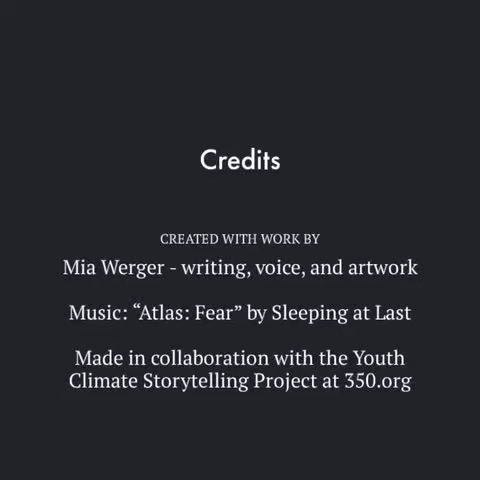 Credits
CREATED WITH WORK BY
Mia Werger - writing, voice, and artwork
Music: “Atlas: Fear” by Sleeping at Last
Made in collaboration with the Youth
Climate Storytelling Project at 350.org